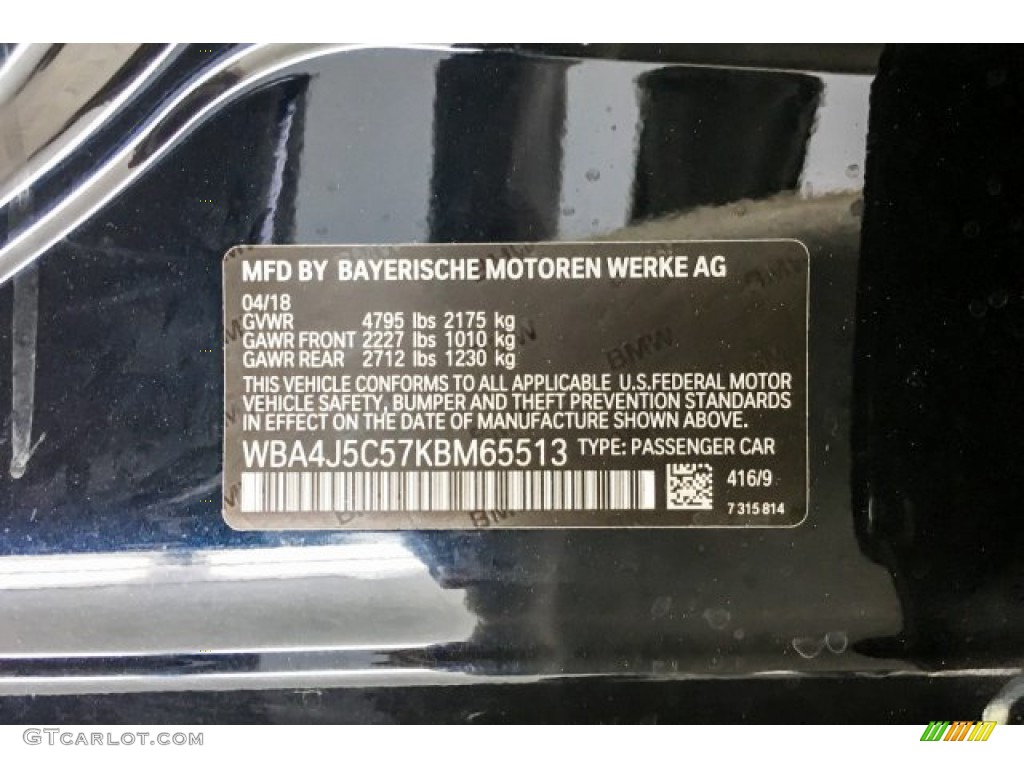 MFD BY BAYERISCHE MOTOREN WERKE AG
04/18
GVWR 4795 lbs 2175 kg
GAWR FRONT 2227 lbs 1010 kg
GAWR REAR 2712 lbs 1230 kg
THIS VEHICLE CONFORMS TO ALL APPLICABLE U.S.FEDERAL MOTOR
VEHICLE SAFETY, BUMPER AND THEFT PREVENTION STANDARDS
IN EFFECT ON THE DATE OF MANUFACTURE SHOWN ABOVE.
WBA4J5C57KBM65513 TYPE: PASSENGER CAR
416/9
7 315 814
GTCarLot.com